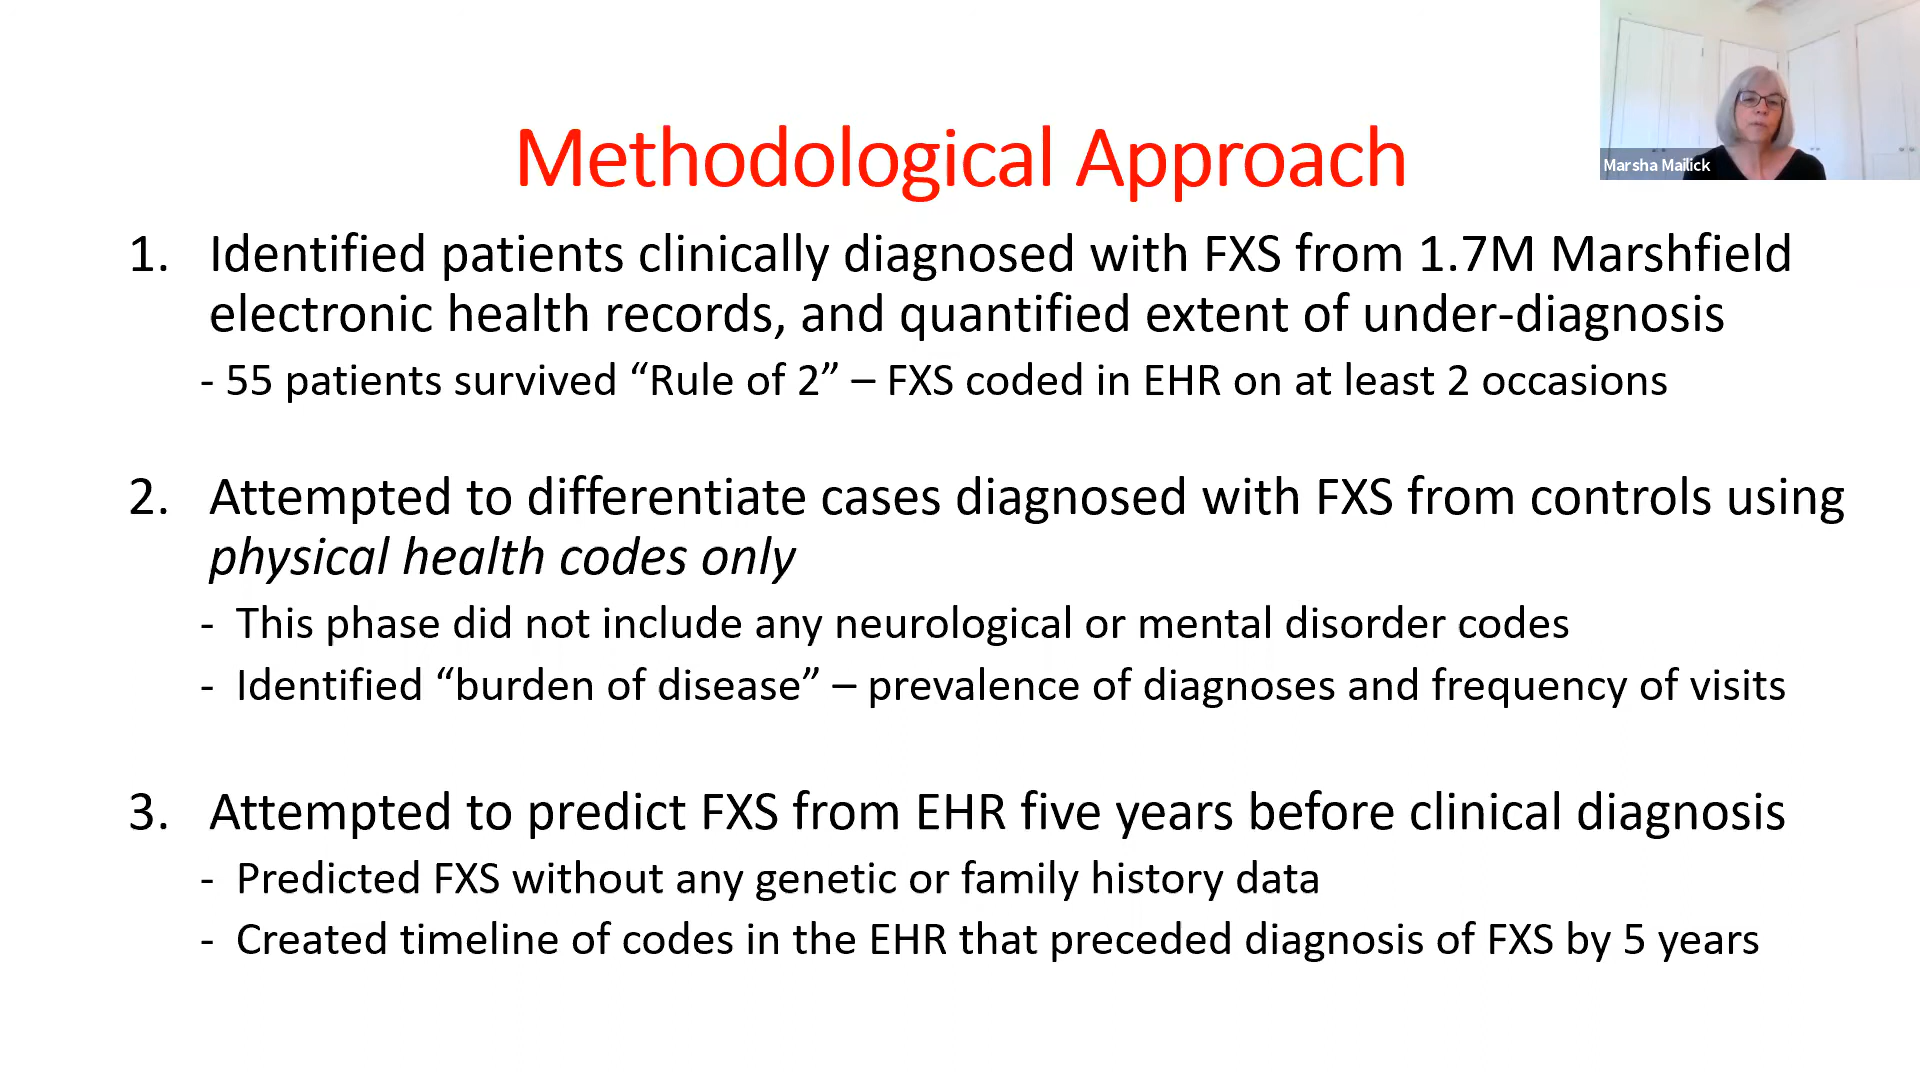 Methodological Approach
Marsha Mailick
1. Identified patients clinically diagnosed with FXS from 1.7M Marshfield
electronic health records, and quantified extent of under-diagnosis
- 55 patients survived “Rule of 2” – FXS coded in EHR on at least 2 occasions
2. Attempted to differentiate cases diagnosed with FXS from controls using
physical health codes only
- This phase did not include any neurological or mental disorder codes
- Identified “burden of disease” – prevalence of diagnoses and frequency of visits
3. Attempted to predict FXS from EHR five years before clinical diagnosis
- Predicted FXS without any genetic or family history data
- Created timeline of codes in the EHR that preceded diagnosis of FXS by 5 years